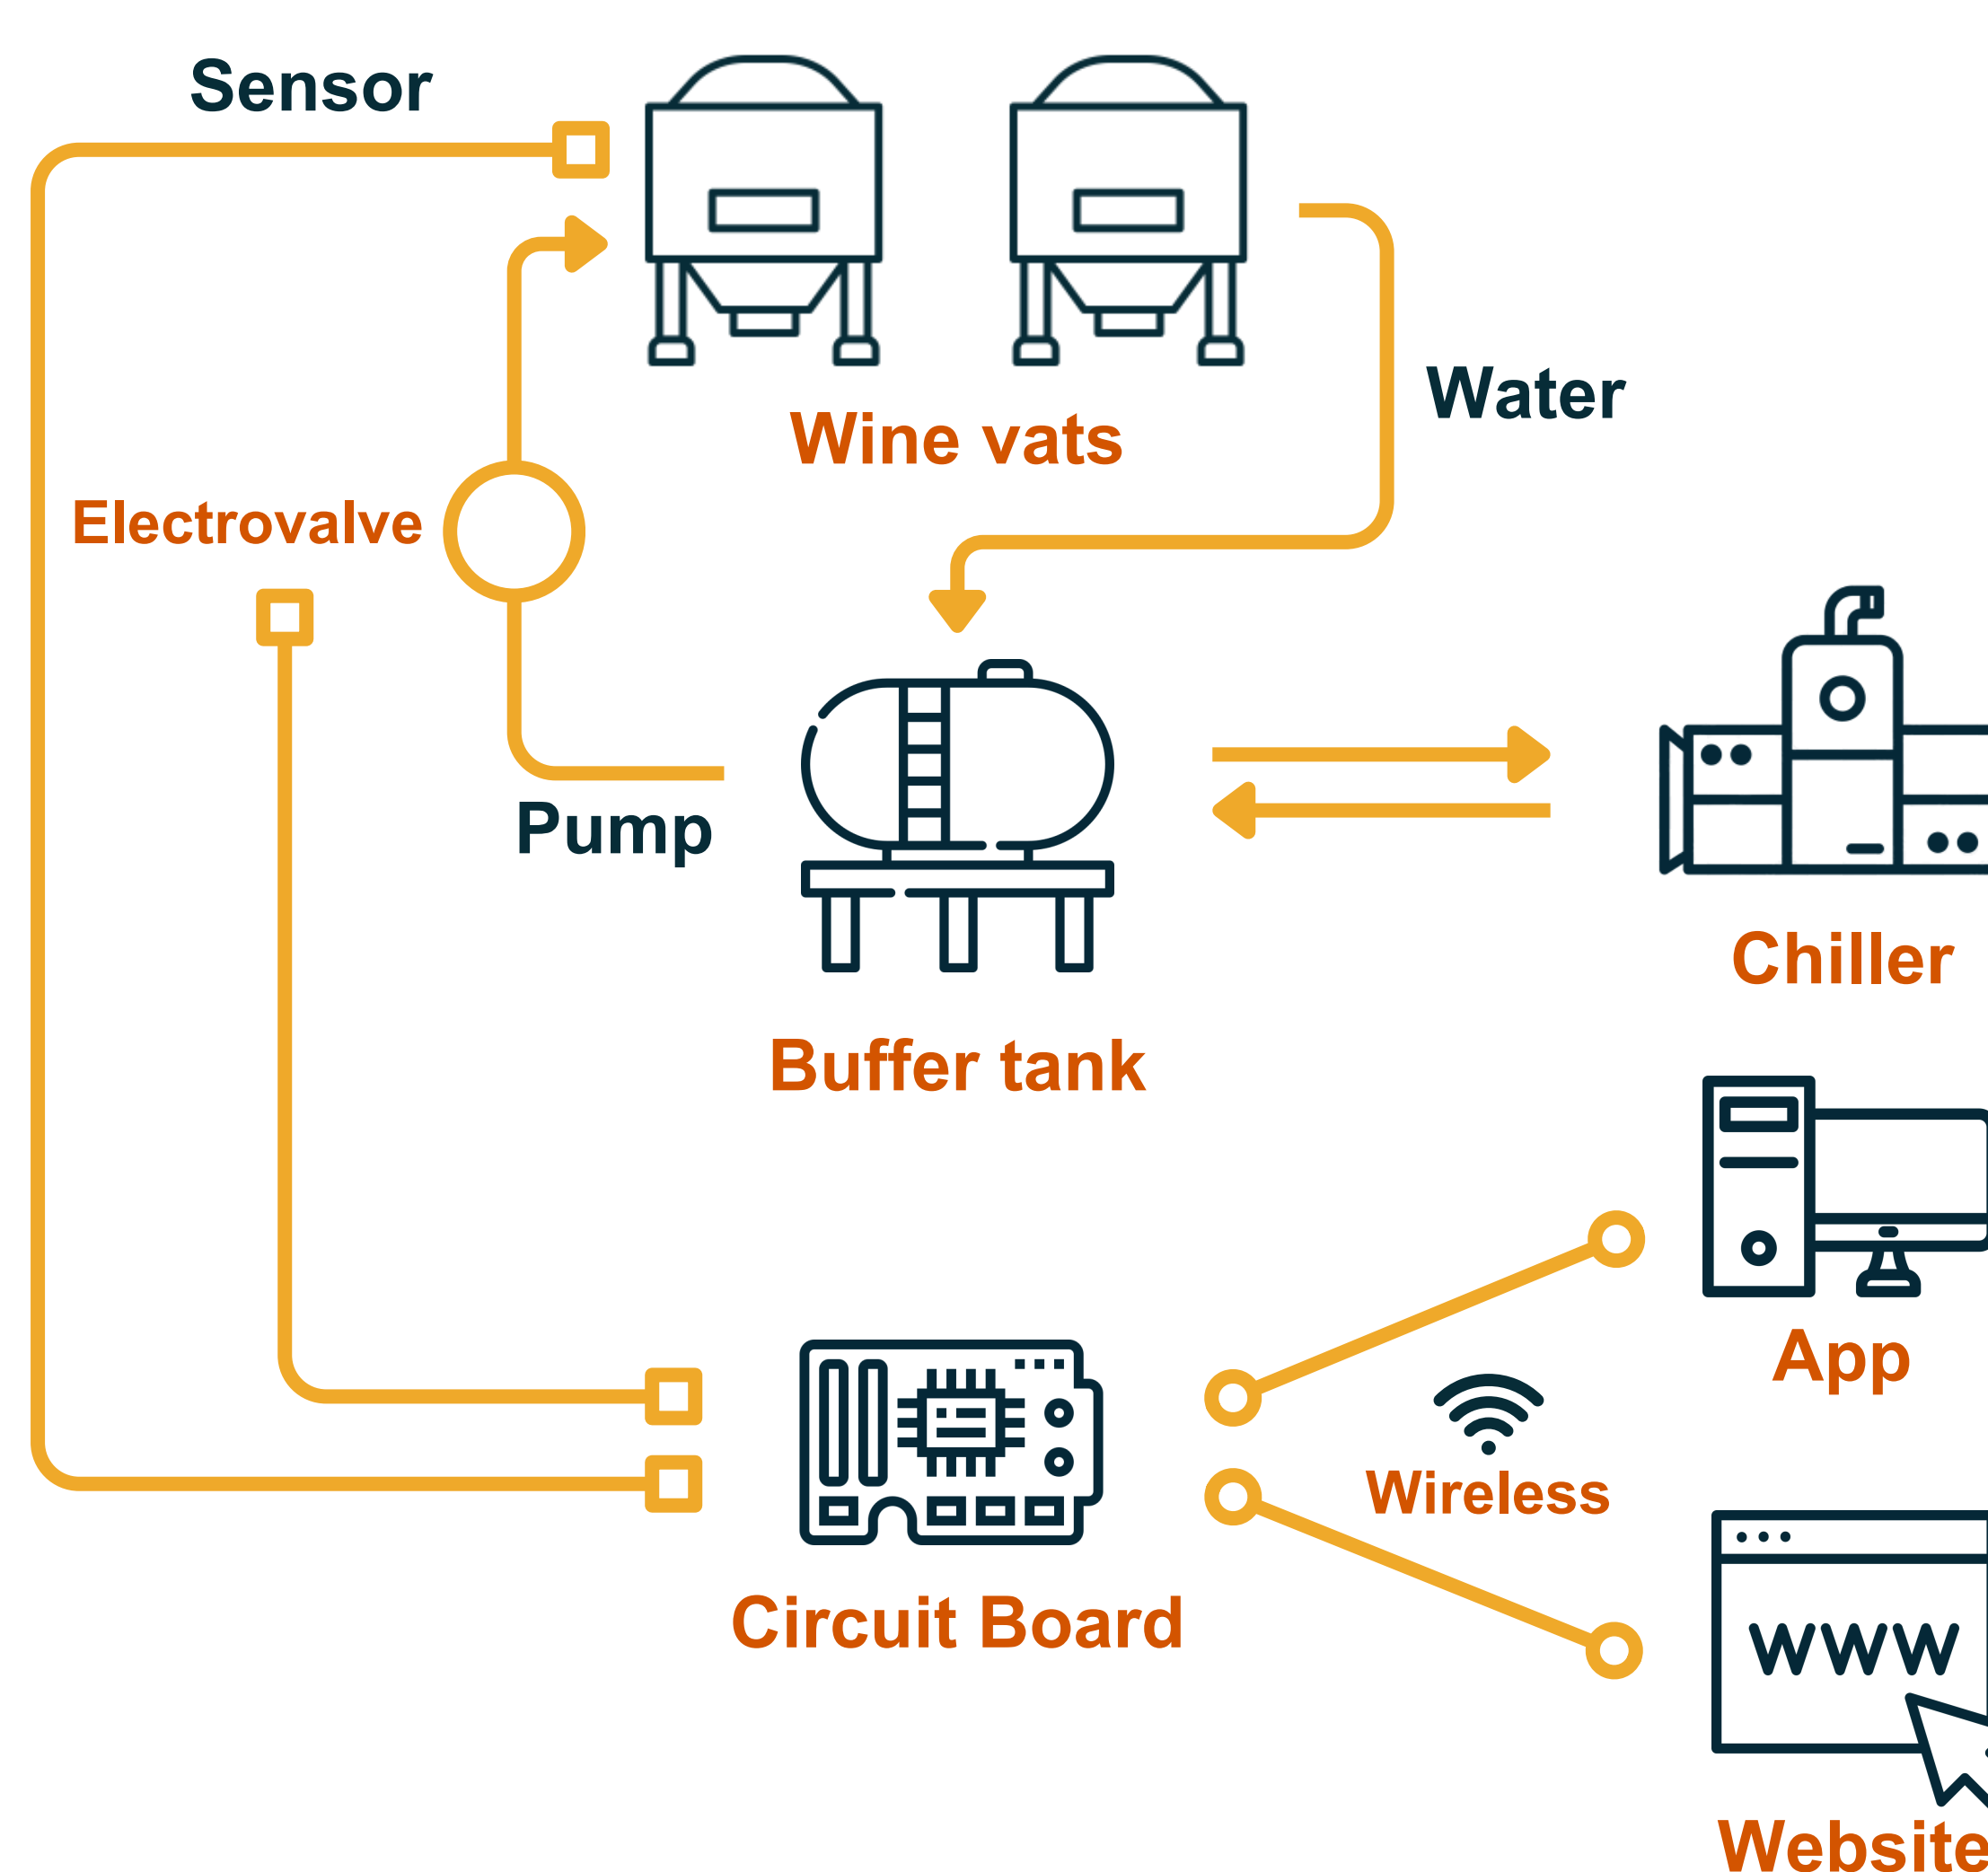 Sensor
Wine vats
Water
Electrovalve
Pump
Chiller
Buffer tank
App
Wireless
Circuit Board
www
Website